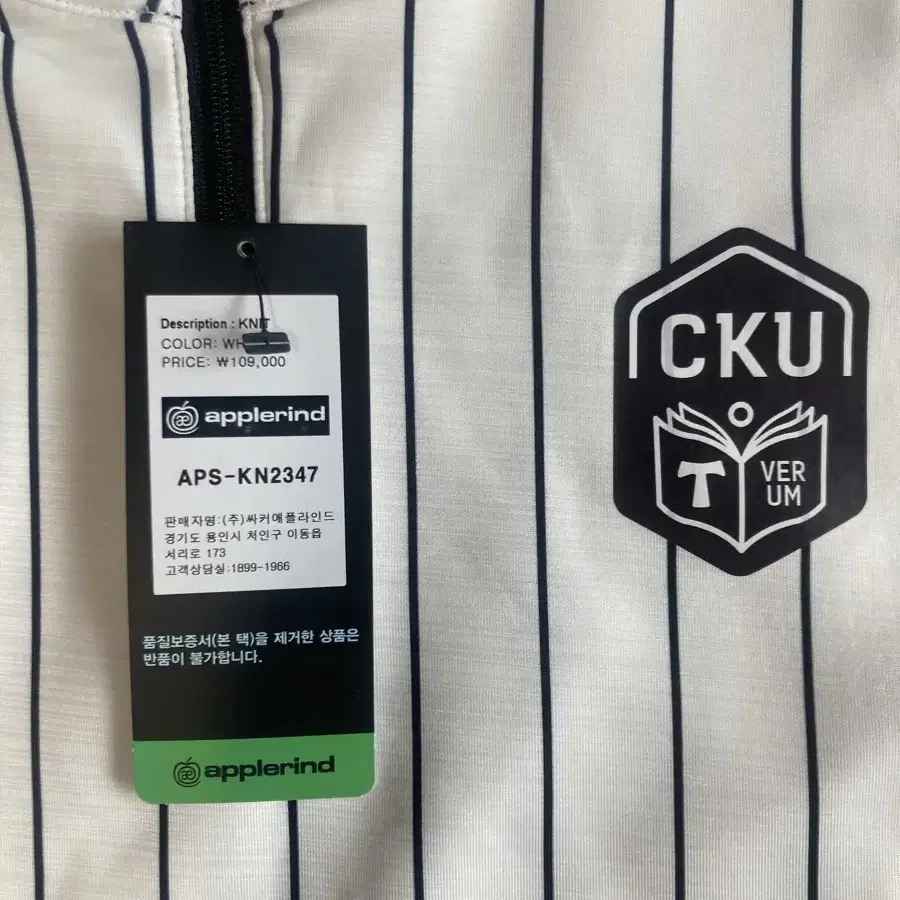 Description : KNIT
COLOR: WH
PRICE: ₩109,000
applerind
APS-KN2347
판매자명:(주)싸커애플라인드
경기도 용인시 처인구 이동읍
서리로 173
고객상담실:1899-1966
품질보증서(본 택)을 제거한 상품은
반품이 불가합니다.
applerind
CKU
T
VER
UM